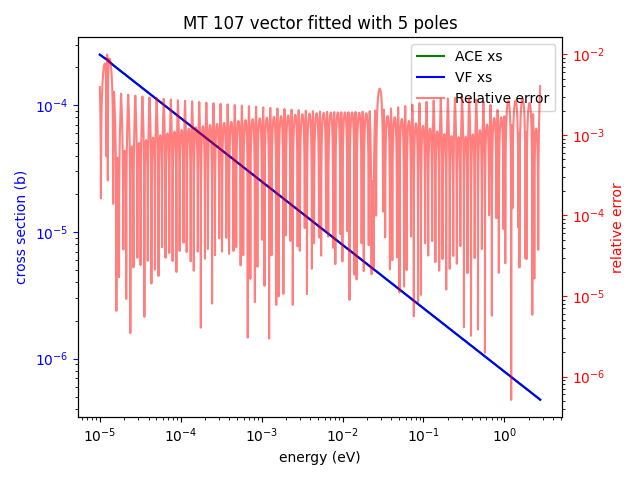 MT 107 vector fitted with 5 poles
ACE xs
VF xs
Relative error
cross section (b)
10⁻⁴
10⁻⁵
10⁻⁶
10⁻²
10⁻³
10⁻⁴
10⁻⁵
10⁻⁶
relative error
10⁻⁵ 10⁻⁴ 10⁻³ 10⁻² 10⁻¹ 10⁰
energy (eV)